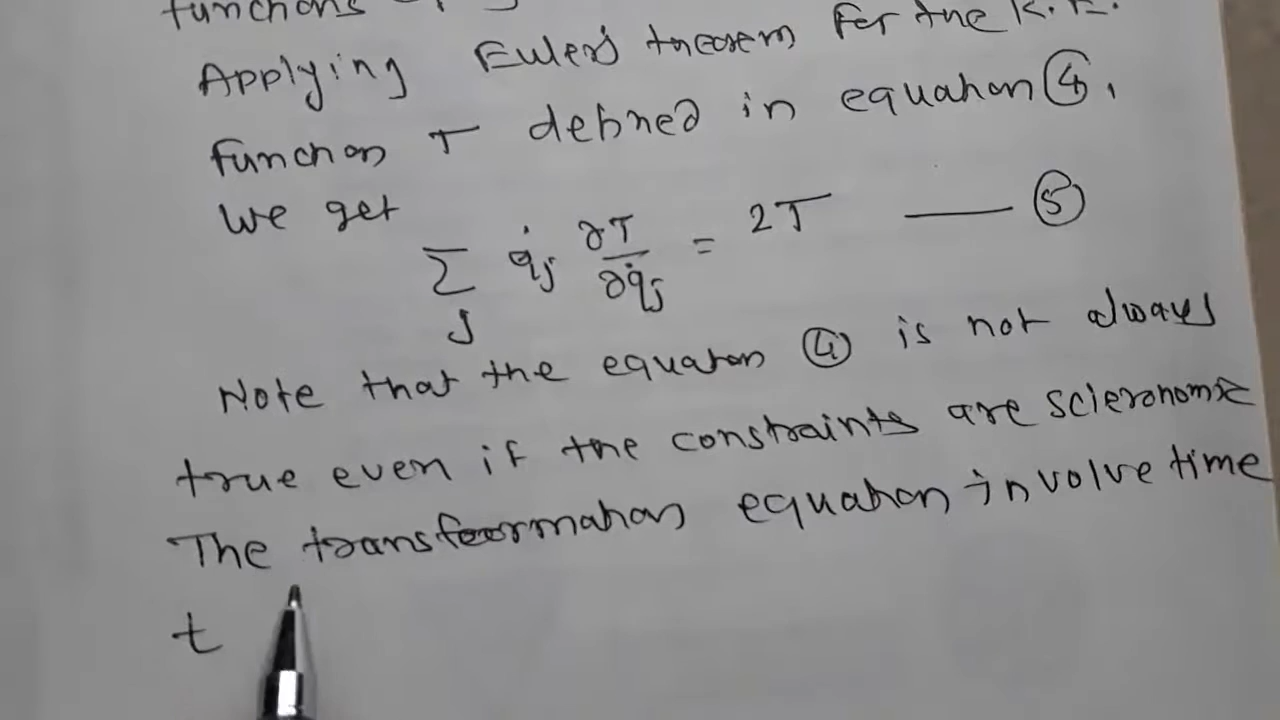 functions
Applying Euler's theorem for the K.E.
function T defined in equation ④,
we get
∑ q̇j ∂T/∂q̇j = 2T —— ⑤
j
Note that the equation ④ is not always
true even if the constraints are scleronomic
The transformation equation involve time
t